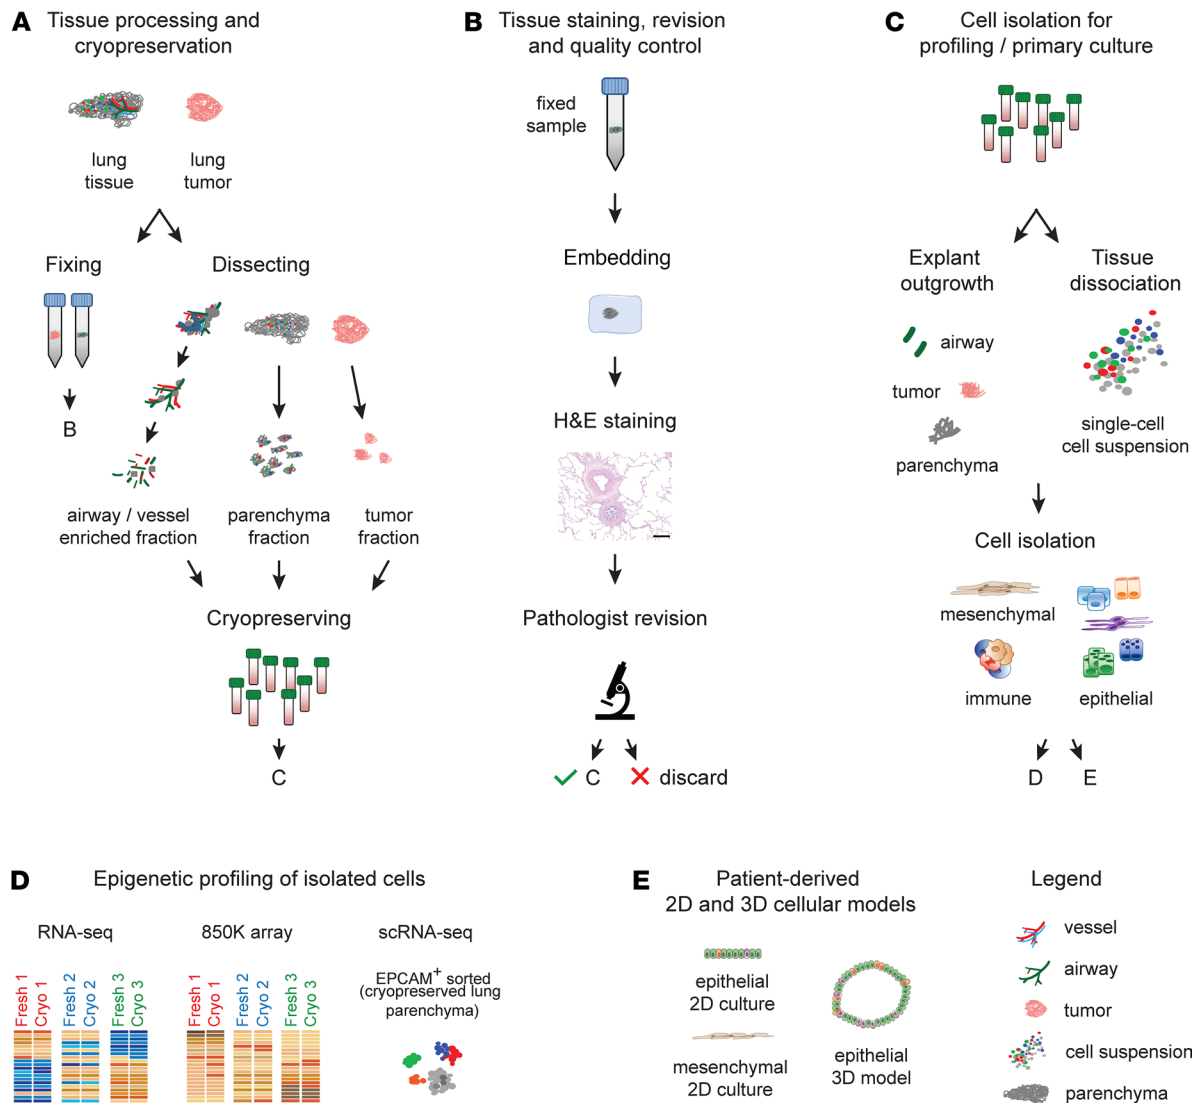 A Tissue processing and
cryopreservation
lung
tissue
lung
tumor
Fixing
Dissecting
B
airway / vessel
enriched fraction
parenchyma
fraction
tumor
fraction
Cryopreserving
C
B Tissue staining, revision
and quality control
fixed
sample
Embedding
H&E staining
Pathologist revision
C
discard
C Cell isolation for
profiling / primary culture
Explant
outgrowth
Tissue
dissociation
airway
tumor
parenchyma
single-cell
cell suspension
Cell isolation
mesenchymal
immune
epithelial
D E
D Epigenetic profiling of isolated cells
RNA-seq
850K array
scRNA-seq
Fresh 1
Cryo 1
Fresh 2
Cryo 2
Fresh 3
Cryo 3
Fresh 1
Cryo 1
Fresh 2
Cryo 2
Fresh 3
Cryo 3
EPCAM+ sorted
(cryopreserved lung
parenchyma)
E Patient-derived
2D and 3D cellular models
epithelial
2D culture
mesenchymal
2D culture
epithelial
3D model
Legend
vessel
airway
tumor
cell suspension
parenchyma